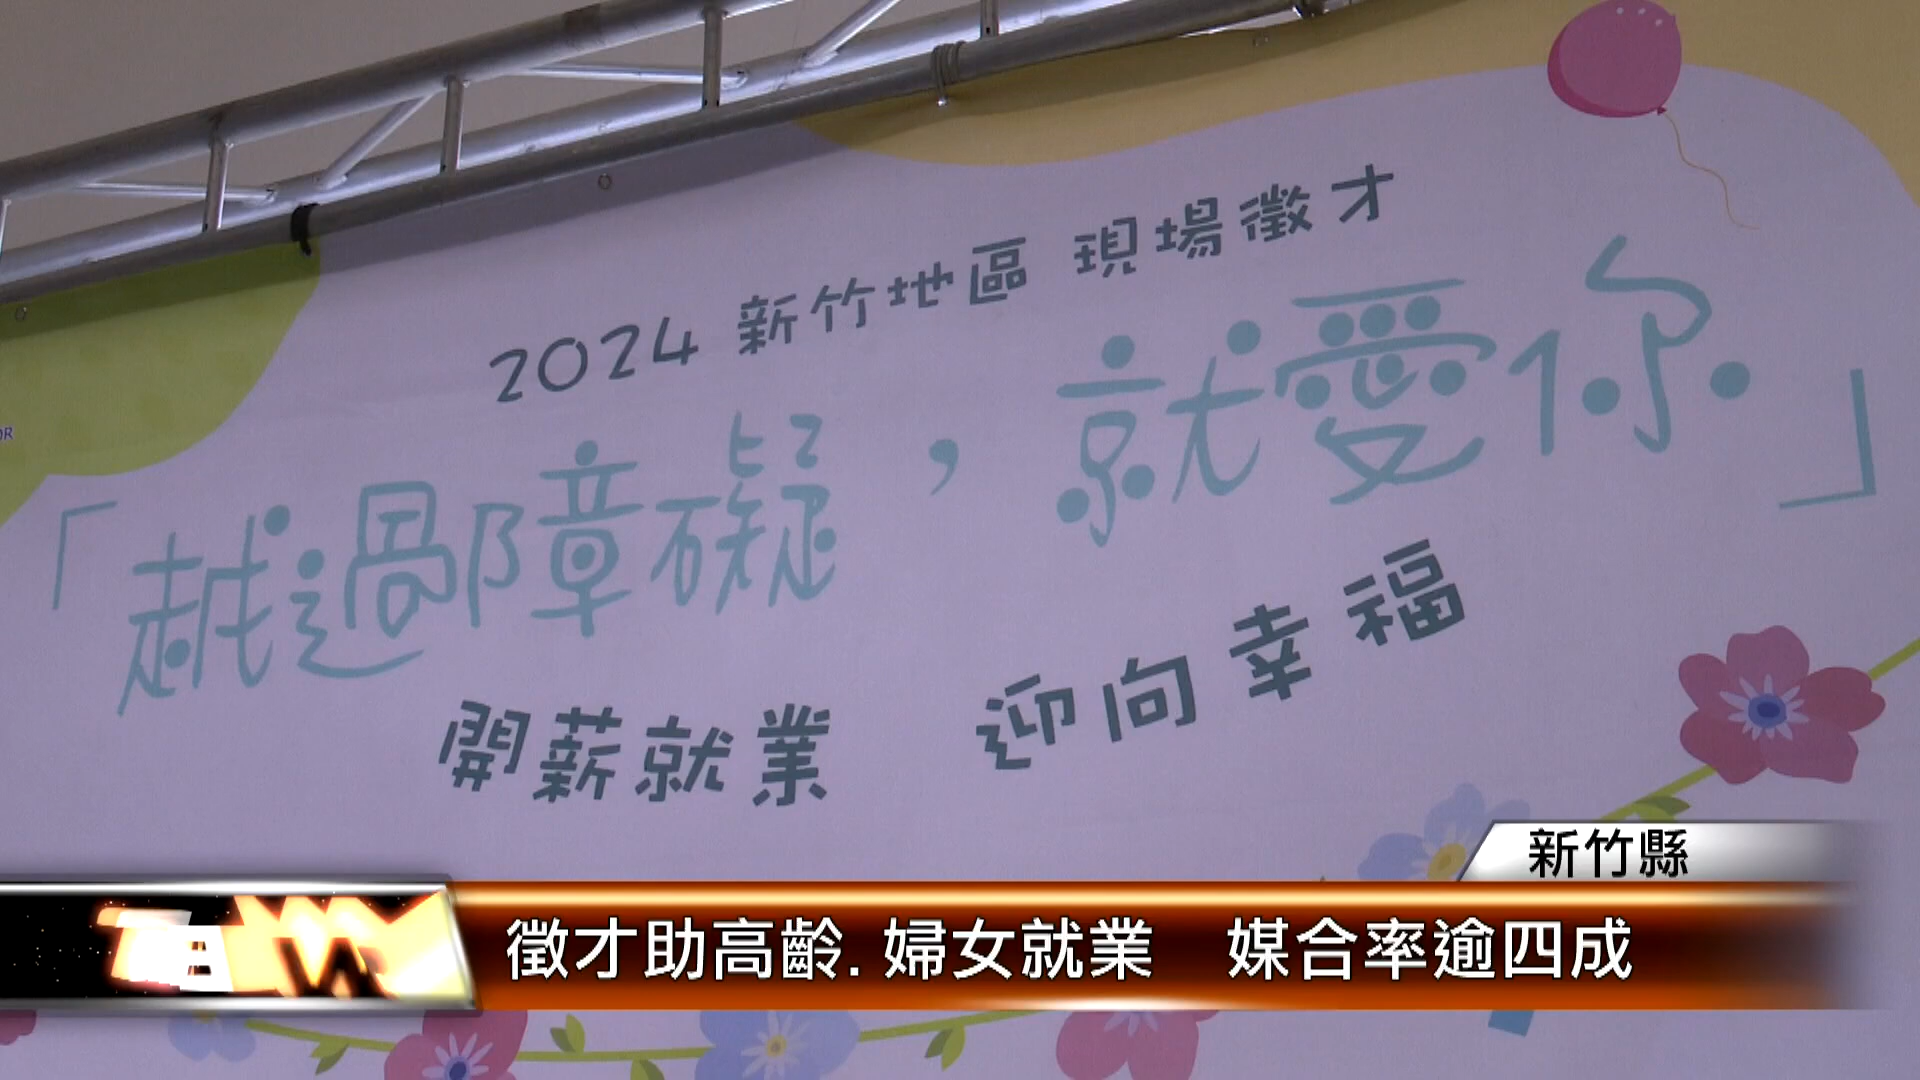 2024 新竹地區 現場徵才
「越過障礙，就愛你」
開薪就業 迎向幸福
新竹縣
徵才助高齡.婦女就業 媒合率逾四成